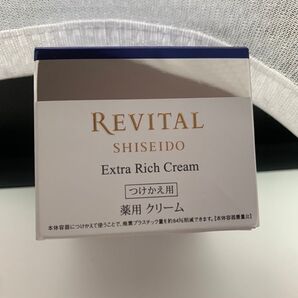 REVITAL
SHISEIDO
Extra Rich Cream
つけかえ用
薬用 クリーム
本体容器につけかえて使うことで、廃棄プラスチック量を約64%削減できます。【本体容器重量比】